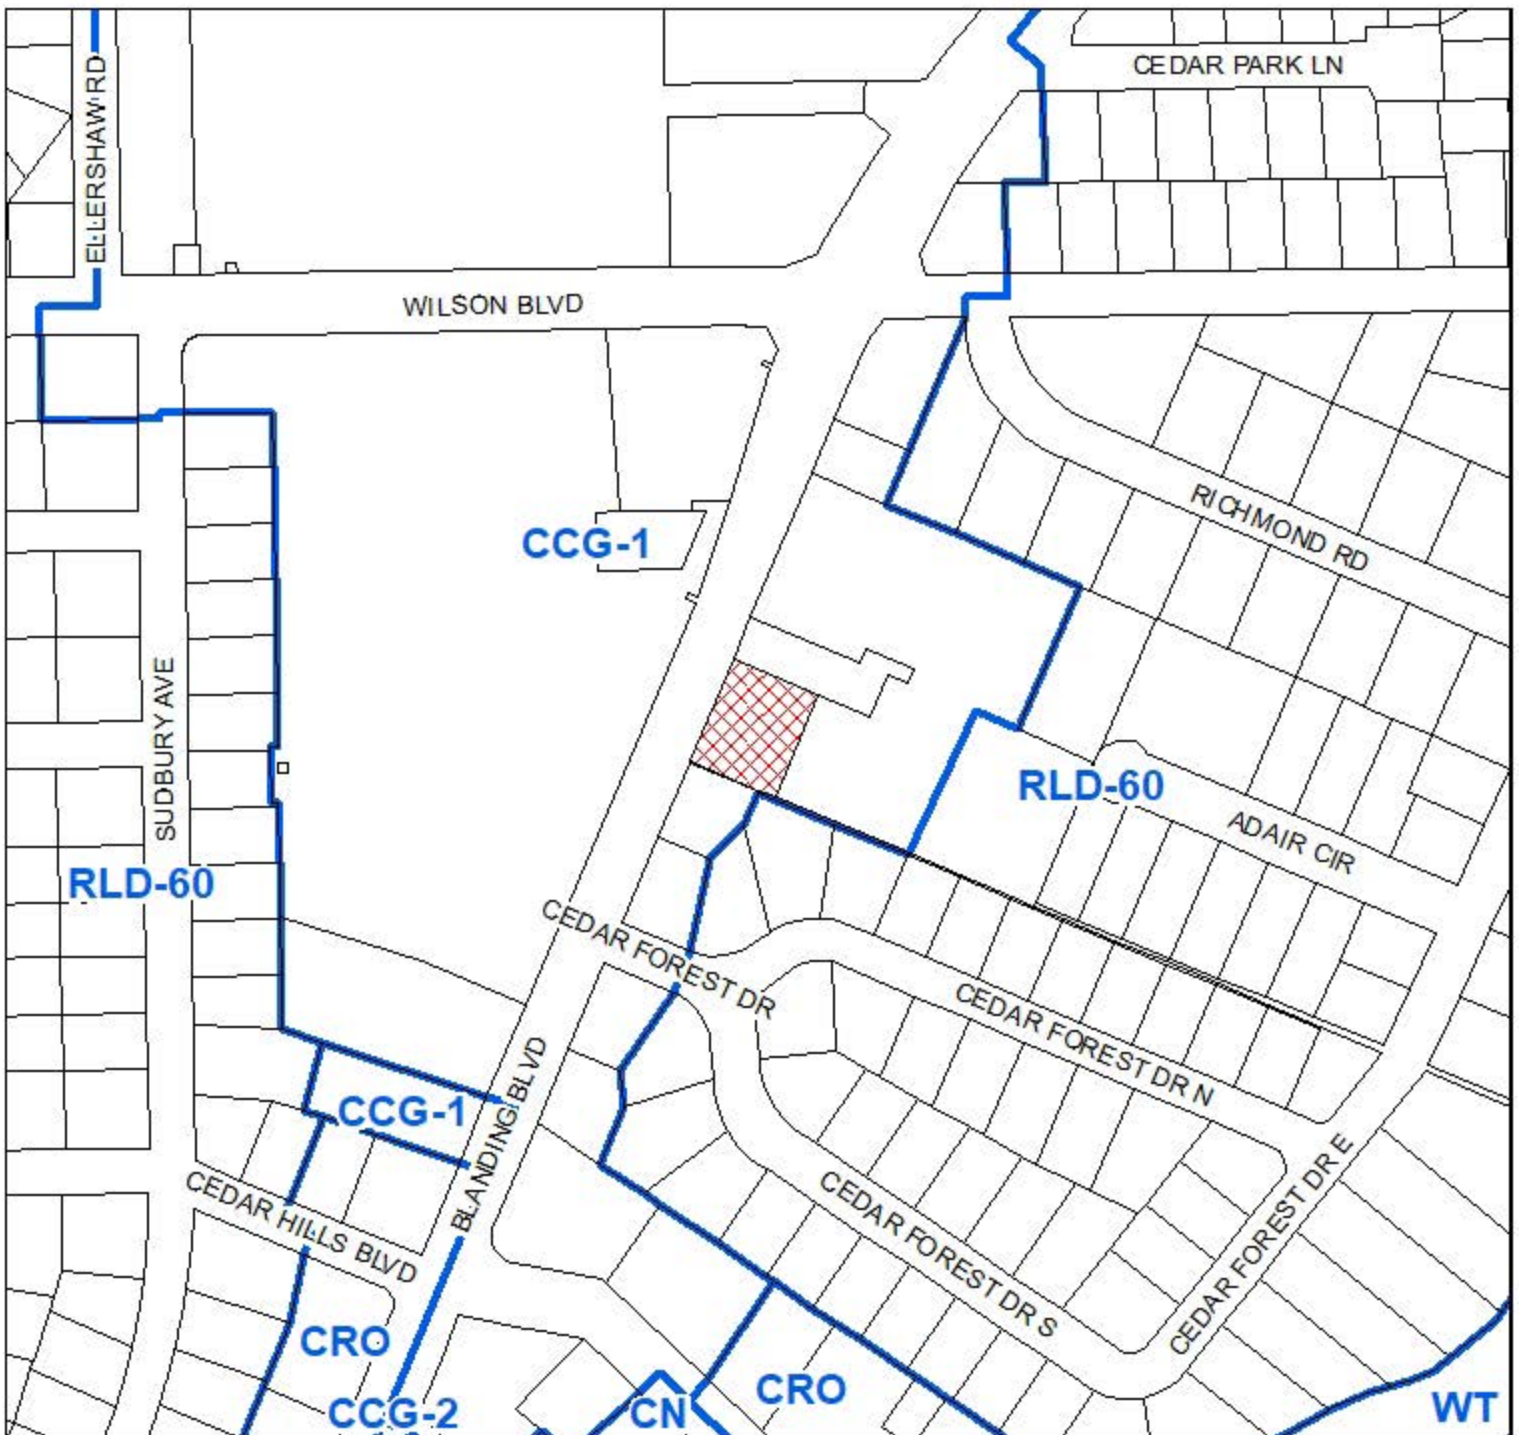 CEDAR PARK LN
ELLERSHAW RD
WILSON BLVD
RICHMOND RD
CCG-1
SUDBURY AVE
RLD-60
ADAIR CIR
RLD-60
CEDAR FOREST DR
CEDAR FOREST DR N
CCG-1
BLANDING BLVD
CEDAR HILLS BLVD
CEDAR FOREST DR S
CEDAR FOREST DR E
CRO
CRO
CCG-2
CN
WT